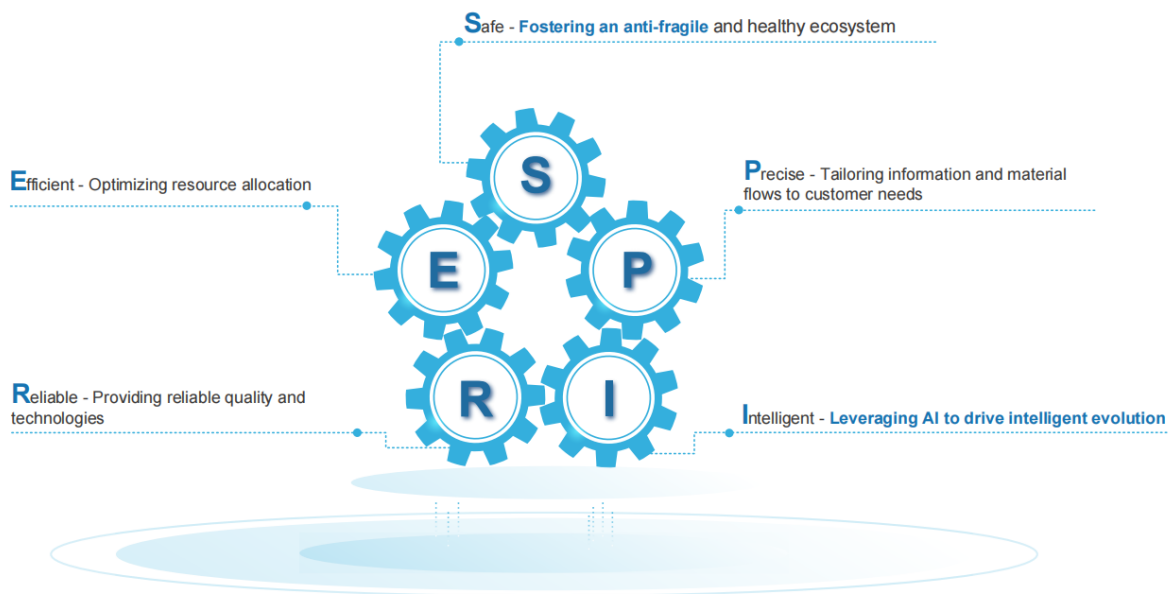 Safe - Fostering an anti-fragile and healthy ecosystem
S
Efficient - Optimizing resource allocation
Precise - Tailoring information and material
flows to customer needs
E
P
Reliable - Providing reliable quality and
technologies
R
I
Intelligent - Leveraging AI to drive intelligent evolution